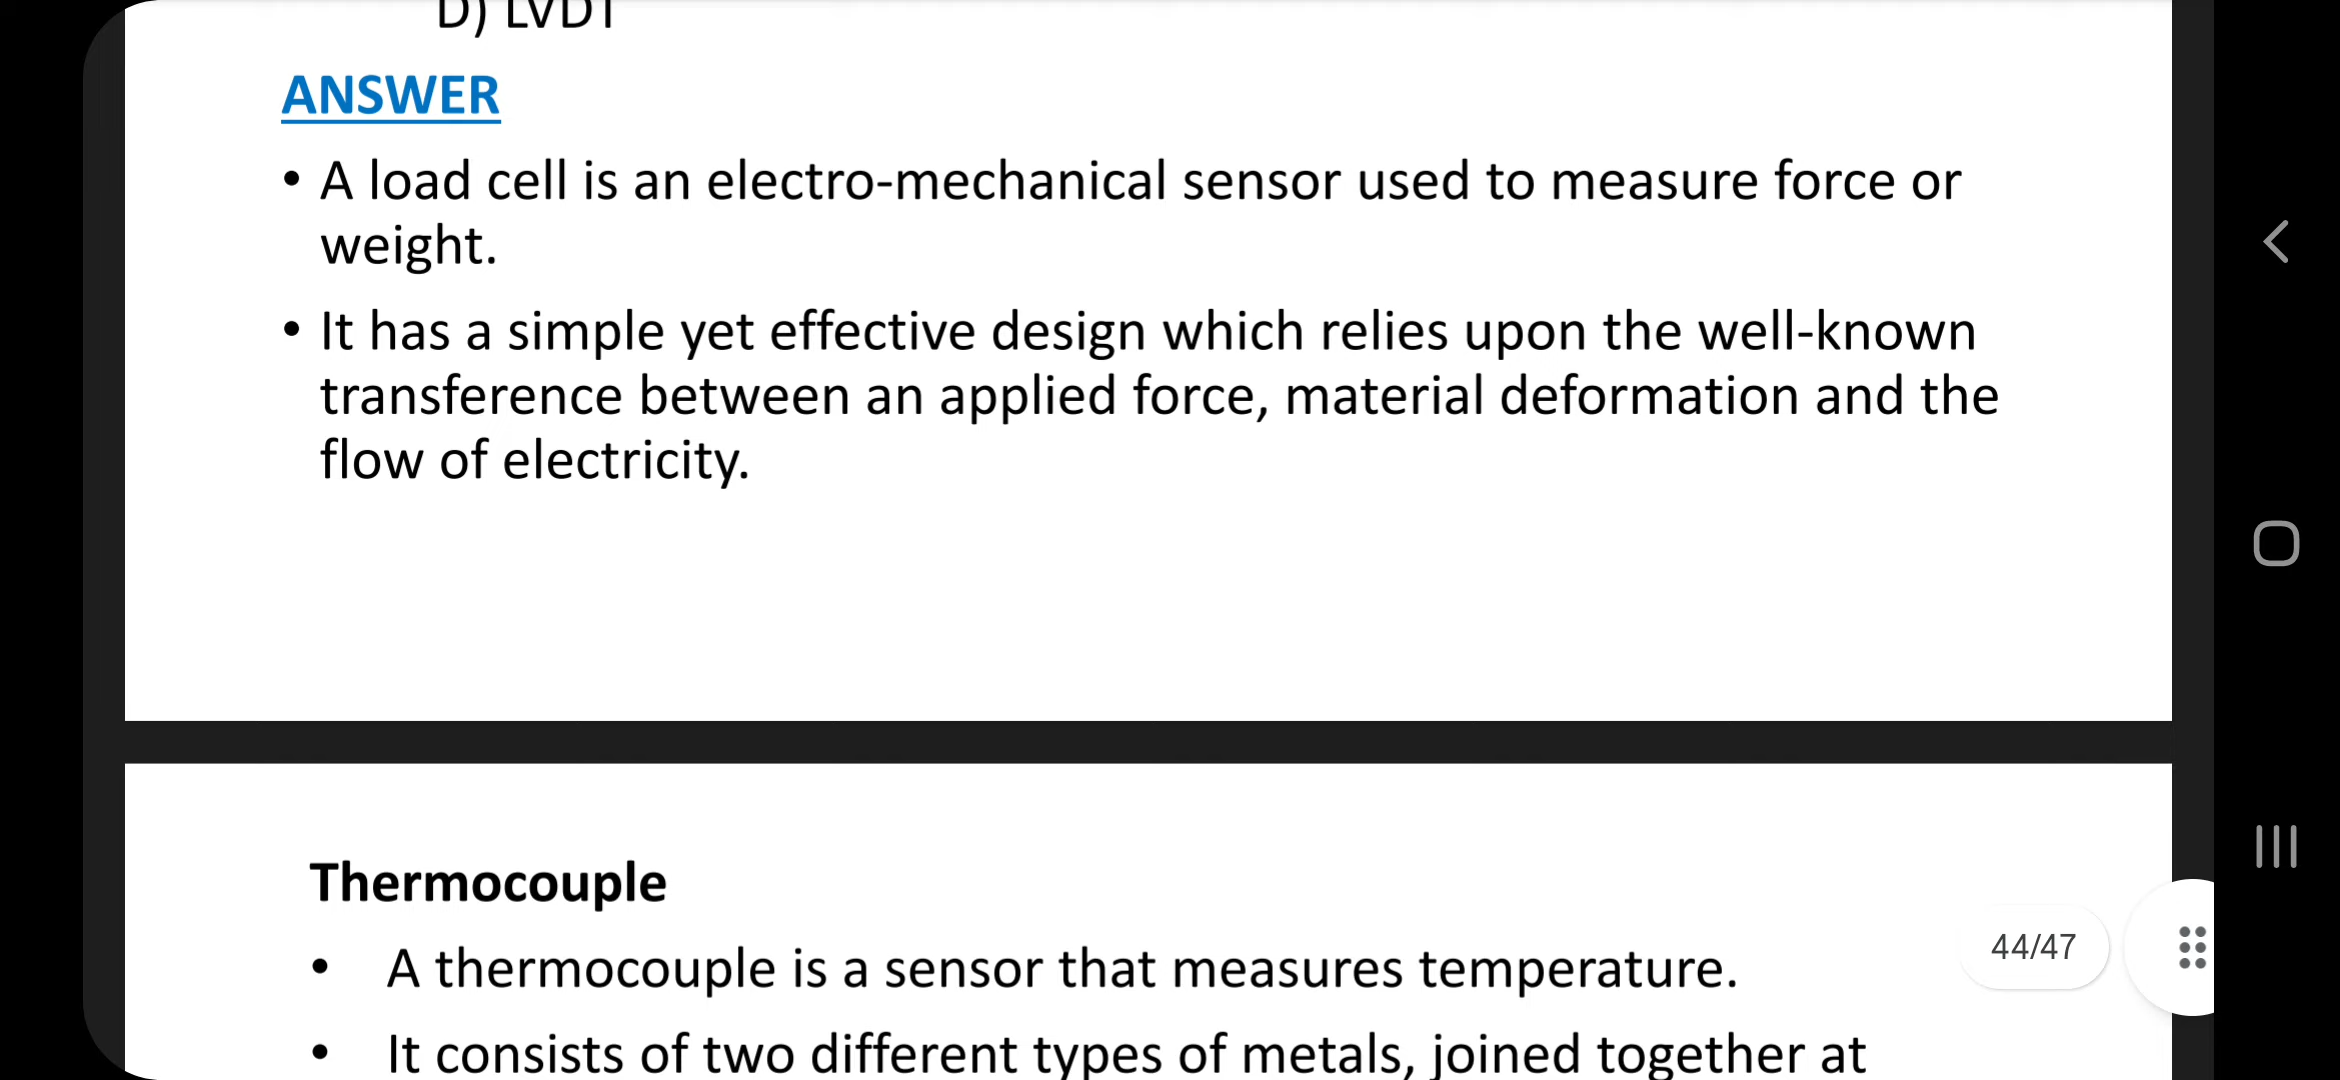 D) LVDT
ANSWER
• A load cell is an electro-mechanical sensor used to measure force or
weight.
• It has a simple yet effective design which relies upon the well-known
transference between an applied force, material deformation and the
flow of electricity.
Thermocouple
• A thermocouple is a sensor that measures temperature.
44/47
• It consists of two different types of metals, joined together at